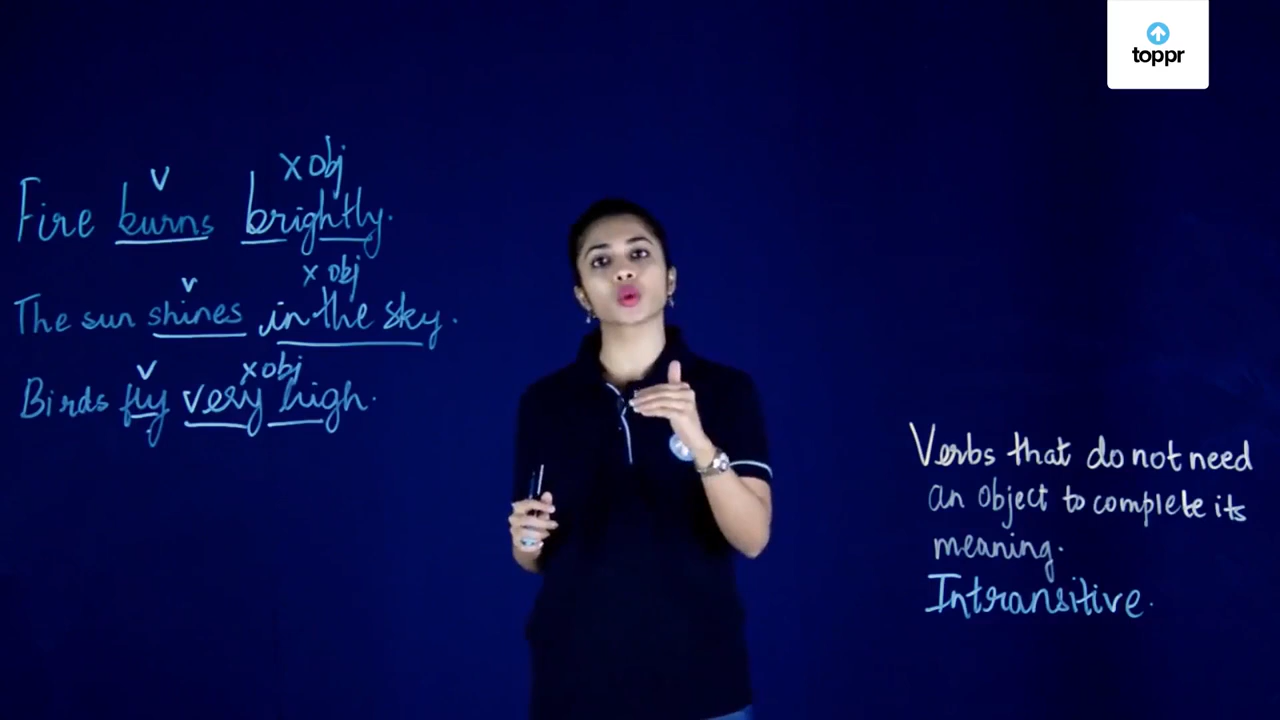 toppr
x obj
v
Fire burns brightly.
x obj
v
The sun shines in the sky.
v x obj
Birds fly very high.
Verbs that do not need
an object to complete its
meaning.
Intransitive.